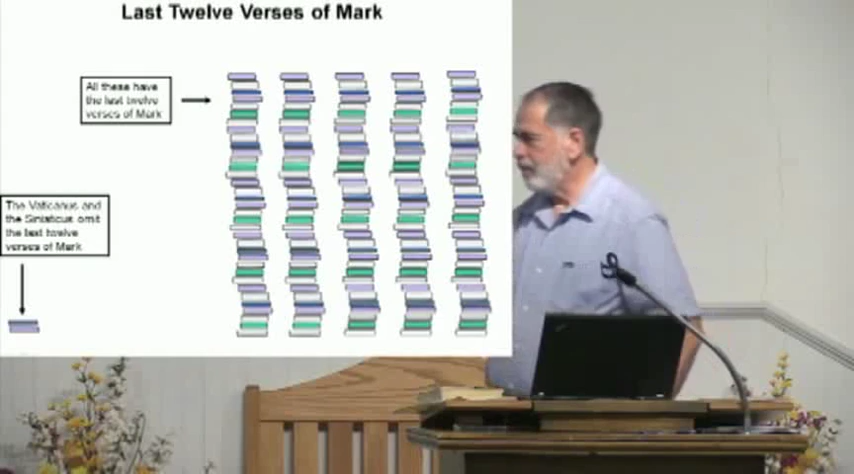 Last Twelve Verses of Mark
All these have
the last twelve
verses of Mark
The Vaticanus and
the Siniaticus omit
the last twelve
verses of Mark